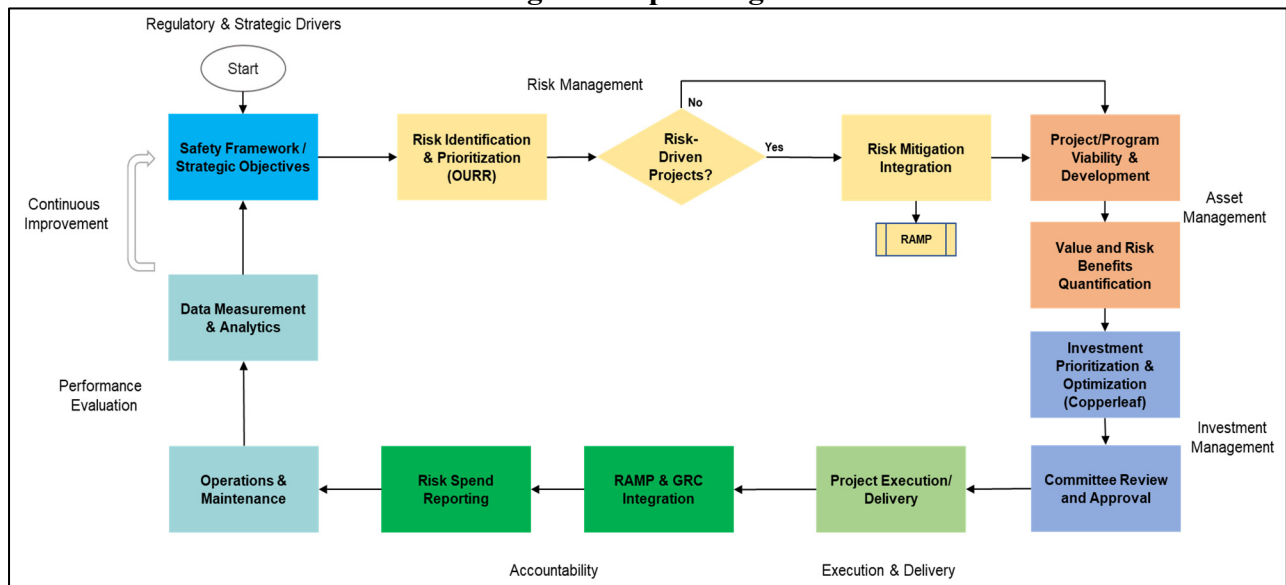 Regulatory & Strategic Drivers
Start
Risk Management
No
Safety Framework /
Strategic Objectives
Risk Identification
& Prioritization
(OURR)
Risk-
Driven
Projects?
Yes
Risk Mitigation
Integration
Project/Program
Viability &
Development
RAMP
Continuous
Improvement
Asset
Management
Value and Risk
Benefits
Quantification
Data Measurement
& Analytics
Investment
Prioritization &
Optimization
(Copperleaf)
Performance
Evaluation
Investment
Management
Operations &
Maintenance
Risk Spend
Reporting
RAMP & GRC
Integration
Project Execution/
Delivery
Committee Review
and Approval
Accountability
Execution & Delivery